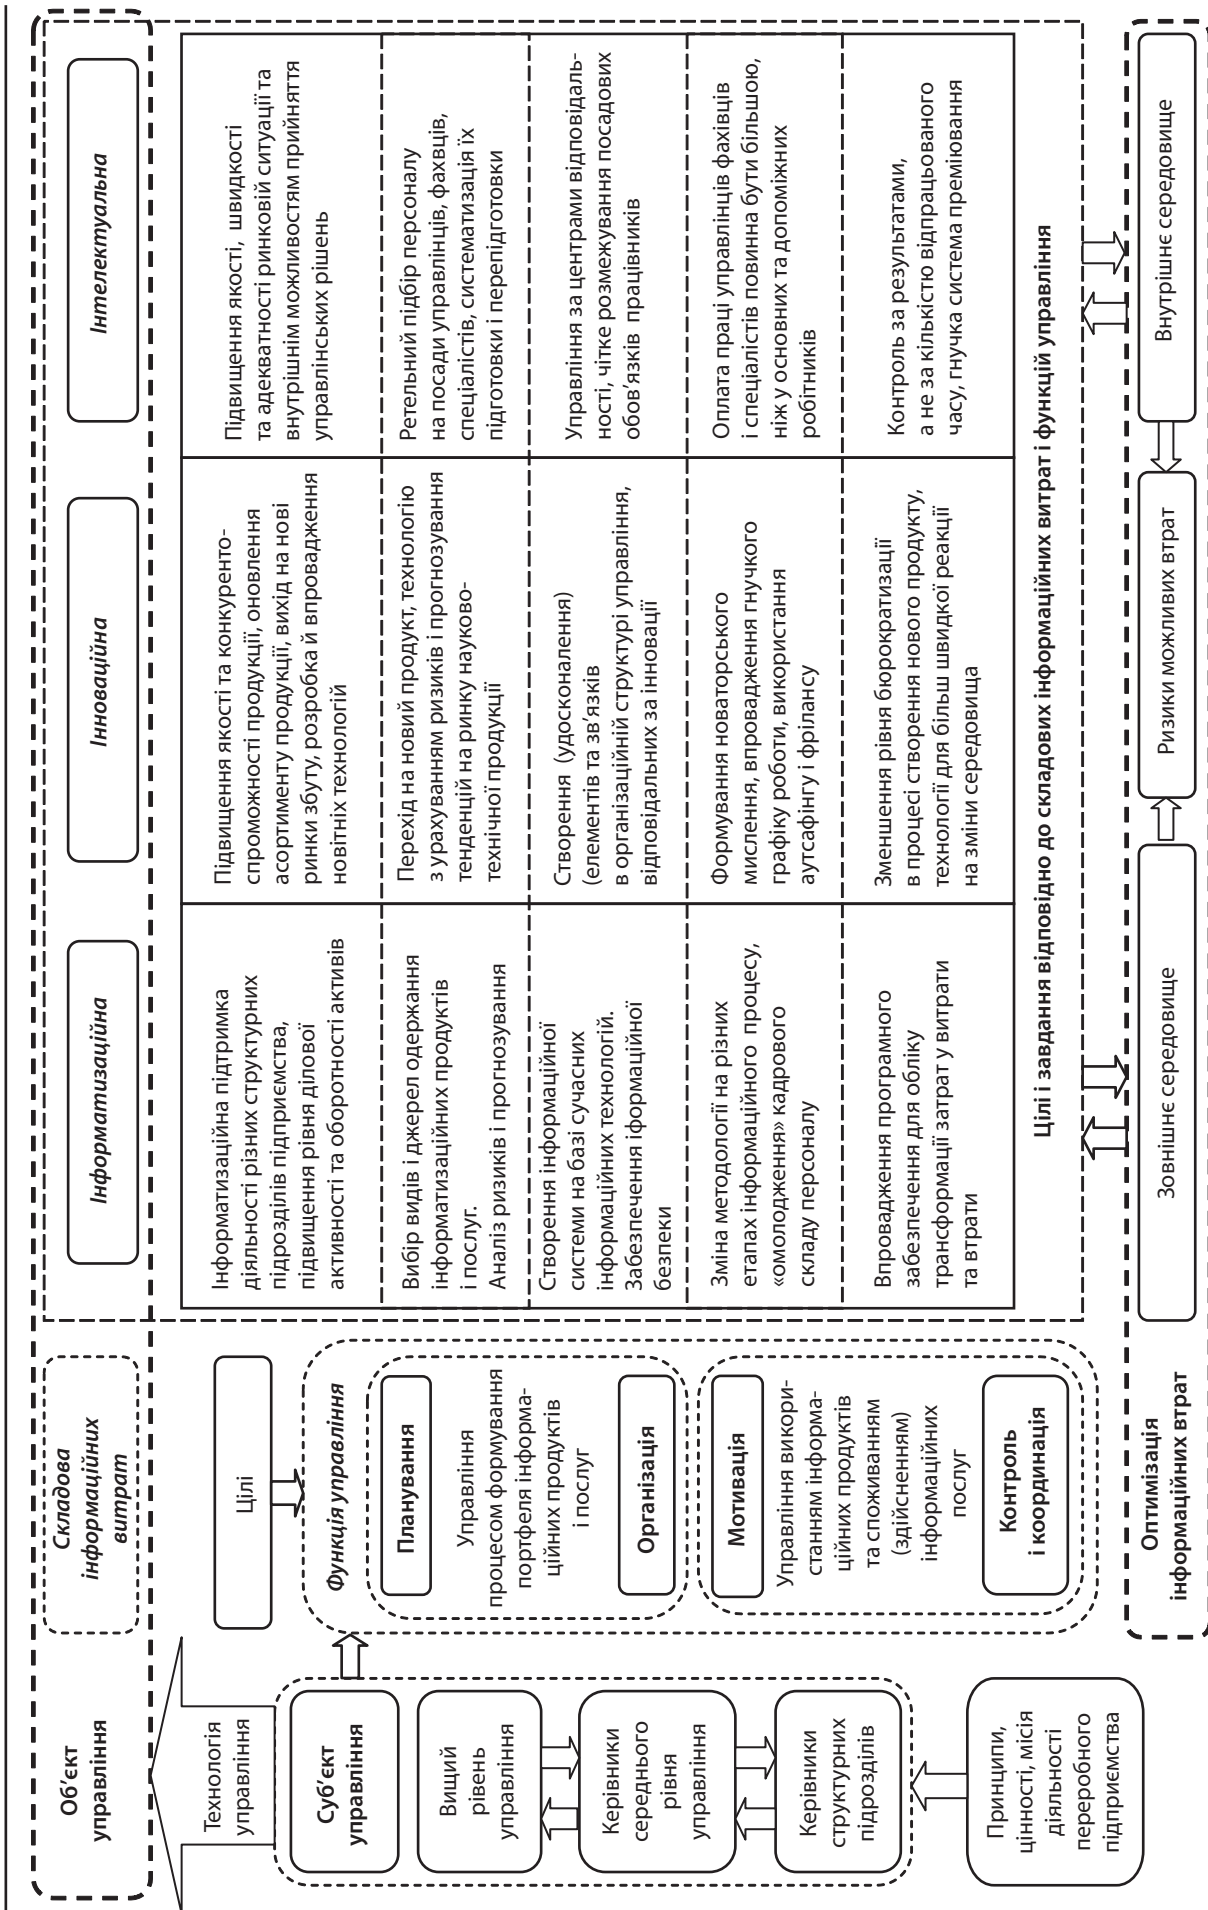 Об’єкт
управління
Складова
інформаційних
витрат
Інформатизаційна
Інноваційна
Інтелектуальна
Технологія
управління
Суб’єкт
управління
Вищий
рівень
управління
Керівники
середнього
рівня
управління
Керівники
структурних
підрозділів
Принципи,
цінності, місія
діяльності
переробного
підприємства
Цілі
Функція управління
Планування
Управління
процесом формування
портфеля інформа-
ційних продуктів
і послуг
Організація
Мотивація
Управління викори-
станням інформа-
ційних продуктів
та споживанням
(здійсненням)
інформаційних
послуг
Контроль
і координація
Інформатизаційна підтримка
діяльності різних структурних
підрозділів підприємства,
підвищення рівня ділової
активності та оборотності активів
Підвищення якості та конкуренто-
спроможності продукції, оновлення
асортименту продукції, вихід на нові
ринки збуту, розробка й впровадження
новітніх технологій
Підвищення якості, швидкості
та адекватності ринковій ситуації та
внутрішнім можливостям прийняття
управлінських рішень
Вибір видів і джерел одержання
інформатизаційних продуктів
і послуг.
Аналіз ризиків і прогнозування
Перехід на новий продукт, технологію
з урахуванням ризиків і прогнозування
тенденцій на ринку науково-
технічної продукції
Ретельний підбір персоналу
на посади управлінців, фахвців,
спеціалістів, систематизація їх
підготовки і перепідготовки
Створення інформаційної
системи на базі сучасних
інформаційних технологій.
Забезпечення іформаційної
безпеки
Створення (удосконалення)
(елементів та зв’язків
в організаційній структурі управління,
відповідальних за інновації
Управління за центрами відповідаль-
ності, чітке розмежування посадових
обов’язків працівників
Зміна методології на різних
етапах інформаційного процесу,
«омолодження» кадрового
складу персоналу
Формування новаторського
мислення, впровадження гнучкого
графіку роботи, використання
аутсафінгу і фрілансу
Оплата праці управлінців фахівців
і спеціалістів повинна бути більшою,
ніж у основних та допоміжних
робітників
Впровадження програмного
забезпечення для обліку
трансформації затрат у витрати
та втрати
Зменшення рівня бюрократизації
в процесі створення нового продукту,
технології для більш швидкої реакції
на зміни середовища
Контроль за результатами,
а не за кількістю відпрацьованого
часу, гнучка система преміювання
Цілі і завдання відповідно до складових інформаційних витрат і функцій управління
Оптимізація
інформаційних втрат
Зовнішнє середовище
Ризики можливих втрат
Внутрішнє середовище